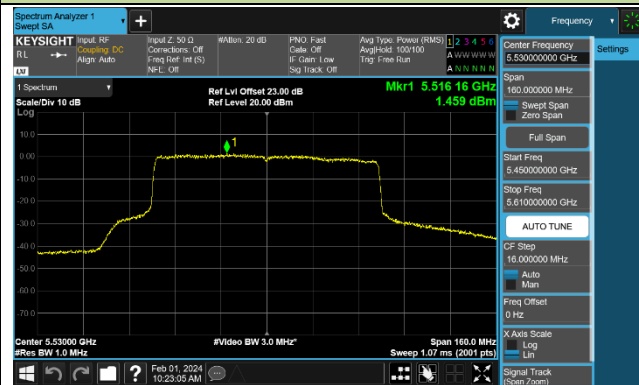 Spectrum Analyzer 1
Swept SA
Frequency
KEYSIGHT
RL
LXI
Input: RF
Coupling: DC
Align: Auto
Input Z: 50 Ω
Corrections: Off
Freq Ref: Int (S)
NFE: Off
#Atten: 20 dB
PNO: Fast
Gate: Off
IF Gain: Low
Sig Track: Off
Avg Type: Power (RMS)
Avg|Hold: 100/100
Trig: Free Run
1 2 3 4 5 6
A W W W W W
A N N N N N
1 Spectrum
Scale/Div 10 dB
Log
Ref Lvl Offset 23.00 dB
Ref Level 20.00 dBm
Mkr1 5.516 16 GHz
1.459 dBm
1
10.0
0.00
-10.0
-20.0
-30.0
-40.0
-50.0
-60.0
-70.0
Center 5.53000 GHz
#Res BW 1.0 MHz
#Video BW 3.0 MHz*
Span 160.0 MHz
Sweep 1.07 ms (2001 pts)
Center Frequency
5.530000000 GHz
Settings
Span
160.000000 MHz
Swept Span
Zero Span
Full Span
Start Freq
5.450000000 GHz
Stop Freq
5.610000000 GHz
AUTO TUNE
CF Step
16.000000 MHz
Auto
Man
Freq Offset
0 Hz
X Axis Scale
Log
Lin
Signal Track
(Span Zoom)
Feb 01, 2024
10:23:05 AM